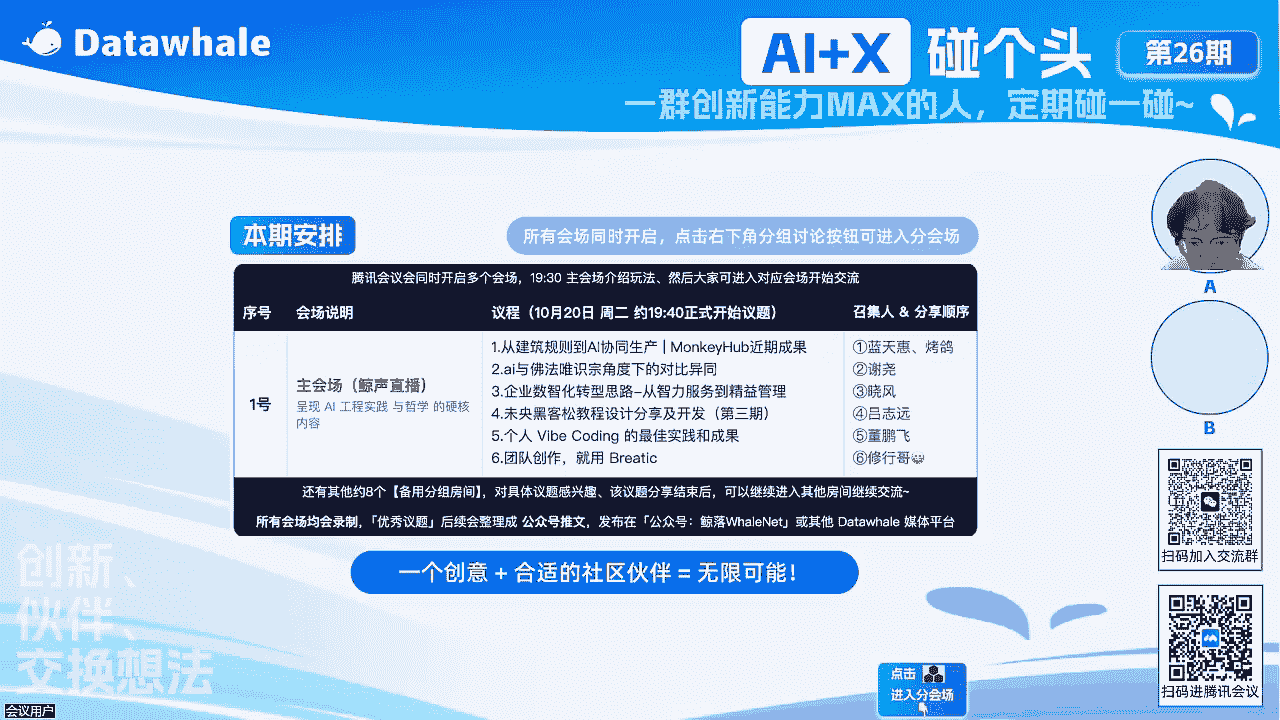 Datawhale
AI+X 碰个头 第26期
一群创新能力MAX的人，定期碰一碰~
本期安排
所有会场同时开启，点击右下角分组讨论按钮可进入分会场
腾讯会议会同时开启多个会场，19:30 主会场介绍玩法、然后大家可进入对应会场开始交流
序号 会场说明 议程（10月20日 周二 约19:40正式开始议题） 召集人 & 分享顺序
1号
主会场（鲸声直播）
呈现 AI 工程实践 与哲学 的硬核
内容
1.从建筑规则到AI协同生产 | MonkeyHub近期成果
2.ai与佛法唯识宗角度下的对比异同
3.企业数智化转型思路-从智力服务到精益管理
4.未央黑客松教程设计分享及开发（第三期）
5.个人 Vibe Coding 的最佳实践和成果
6.团队创作，就用 Breatic
①蓝天惠、烤鸽
②谢尧
③晓风
④吕志远
⑤董鹏飞
⑥修行哥
还有其他约8个【备用分组房间】，对具体议题感兴趣、该议题分享结束后，可以继续进入其他房间继续交流~
所有会场均会录制，「优秀议题」后续会整理成 公众号推文，发布在「公众号：鲸落WhaleNet」或其他 Datawhale 媒体平台
一个创意 + 合适的社区伙伴 = 无限可能！
A
B
扫码加入交流群
扫码进腾讯会议
创新、
伙伴、
交换想法
点击
进入分会场
会议用户